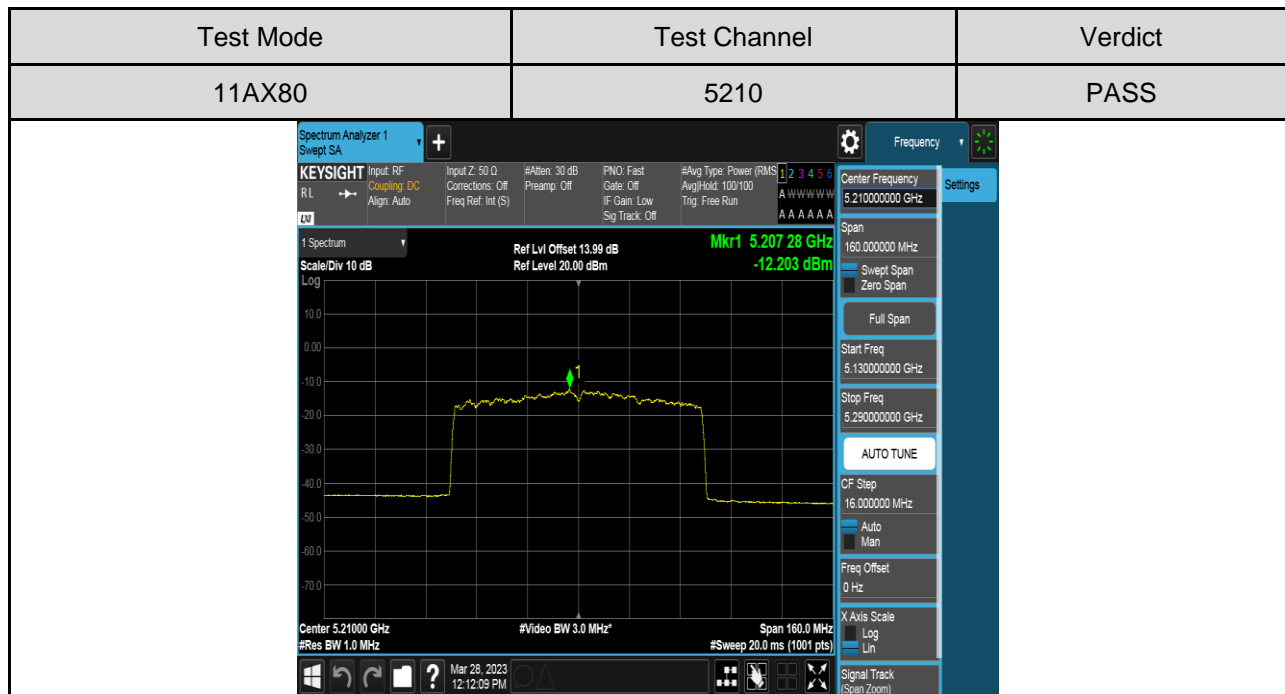 Test Mode Test Channel Verdict
11AX80 5210 PASS
Spectrum Analyzer 1
Swept SA
+
Frequency
KEYSIGHT Input: RF Input Z: 50 Ω #Atten: 30 dB PNO: Fast #Avg Type: Power (RMS 1 2 3 4 5 6
RL Coupling: DC Corrections: Off Preamp: Off Gate: Off Avg|Hold: 100/100 A W W W W W
Align: Auto Freq Ref: Int (S) IF Gain: Low Trig: Free Run
LXI Sig Track: Off A A A A A A
1 Spectrum
Ref Lvl Offset 13.99 dB Mkr1 5.207 28 GHz
Scale/Div 10 dB Ref Level 20.00 dBm -12.203 dBm
Log
10.0
0.00
1
-10.0
-20.0
-30.0
-40.0
-50.0
-60.0
-70.0
Center 5.21000 GHz #Video BW 3.0 MHz* Span 160.0 MHz
#Res BW 1.0 MHz #Sweep 20.0 ms (1001 pts)
? Mar 28, 2023
12:12:09 PM
Center Frequency
5.210000000 GHz
Settings
Span
160.000000 MHz
Swept Span
Zero Span
Full Span
Start Freq
5.130000000 GHz
Stop Freq
5.290000000 GHz
AUTO TUNE
CF Step
16.000000 MHz
Auto
Man
Freq Offset
0 Hz
X Axis Scale
Log
Lin
Signal Track
(Span Zoom)